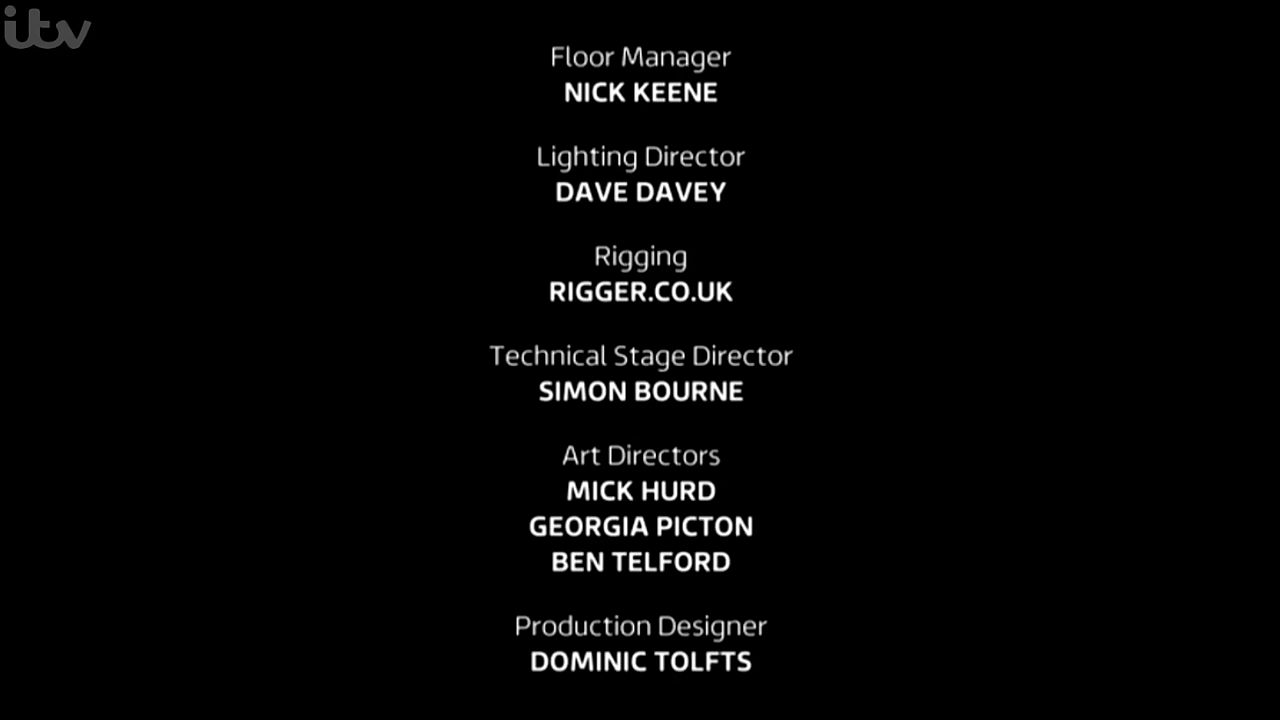 itv
Floor Manager
NICK KEENE
Lighting Director
DAVE DAVEY
Rigging
RIGGER.CO.UK
Technical Stage Director
SIMON BOURNE
Art Directors
MICK HURD
GEORGIA PICTON
BEN TELFORD
Production Designer
DOMINIC TOLFTS